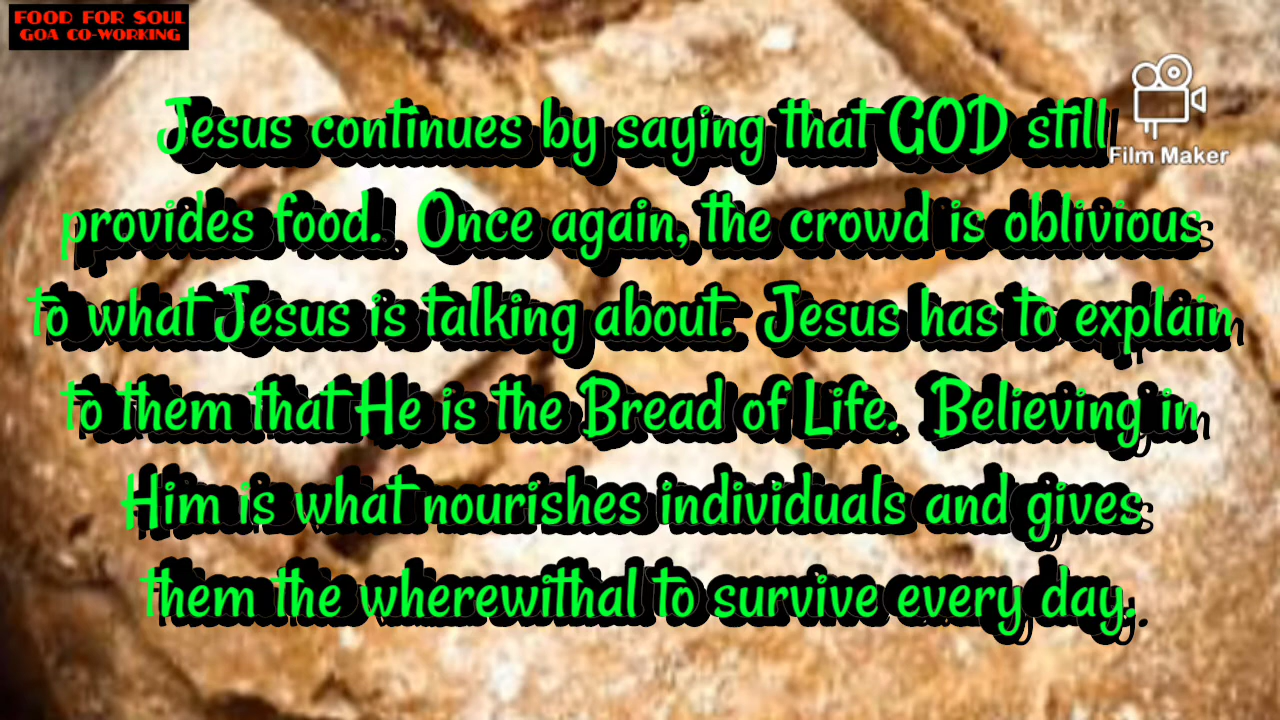 FOOD FOR SOUL
GOA CO-WORKING
Film Maker
Jesus continues by saying that GOD still
provides food. Once again, the crowd is oblivious
to what Jesus is talking about. Jesus has to explain
to them that He is the Bread of Life. Believing in
Him is what nourishes individuals and gives
them the wherewithal to survive every day.